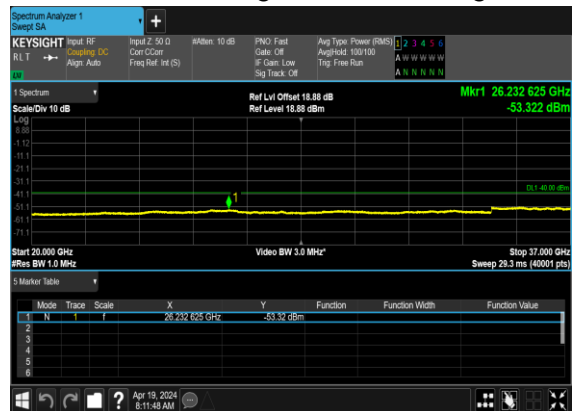 Spectrum Analyzer 1
Swept SA
+
KEYSIGHT Input: RF Input Z: 50 Ω #Atten: 10 dB PNO: Fast Avg Type: Power (RMS) 1 2 3 4 5 6
RLT Coupling: DC Corr CCorr Gate: Off Avg|Hold: 100/100 A W W W W W
Align: Auto Freq Ref: Int (S) IF Gain: Low Trig: Free Run
Sig Track: Off A N N N N N
LXI
1 Spectrum Ref Lvl Offset 18.88 dB Mkr1 26.232 625 GHz
Scale/Div 10 dB Ref Level 18.88 dBm -53.322 dBm
Log
8.88
-1.12
-11.1
-21.1
-31.1
DL1 -40.00 dBm
-41.1
1
-51.1
-61.1
-71.1
Start 20.000 GHz Video BW 3.0 MHz* Stop 37.000 GHz
#Res BW 1.0 MHz Sweep 29.3 ms (40001 pts)
5 Marker Table
Mode Trace Scale X Y Function Function Width Function Value
1 N 1 f 26.232 625 GHz -53.32 dBm
2
3
4
5
6
? Apr 19, 2024
8:11:48 AM